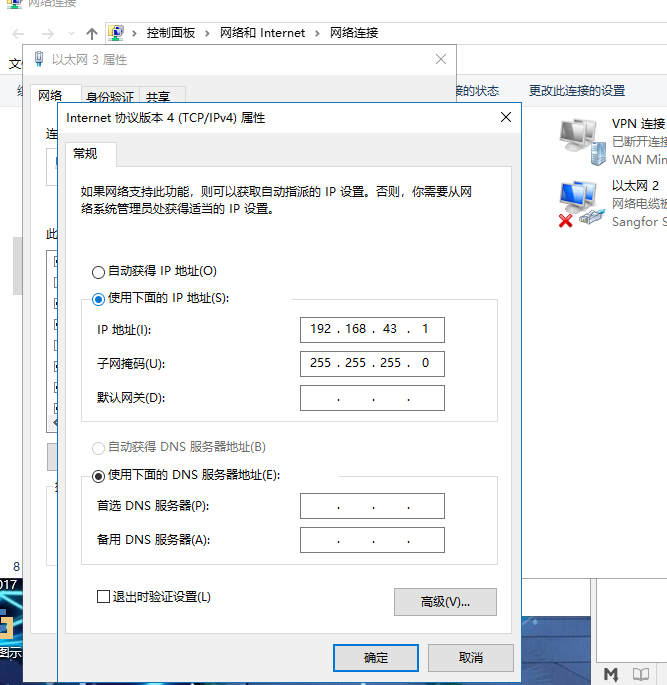 网络连接
控制面板 > 网络和 Internet > 网络连接
以太网 3 属性
网络 身份验证 共享
接的状态 更改此连接的设置
VPN 连接
已断开连接
WAN Min
以太网 2
网络电缆被
Sangfor S
Internet 协议版本 4 (TCP/IPv4) 属性
常规
如果网络支持此功能，则可以获取自动指派的 IP 设置。否则，你需要从网
络系统管理员处获得适当的 IP 设置。
自动获得 IP 地址(O)
使用下面的 IP 地址(S):
IP 地址(I): 192 . 168 . 43 . 1
子网掩码(U): 255 . 255 . 255 . 0
默认网关(D): . . .
自动获得 DNS 服务器地址(B)
使用下面的 DNS 服务器地址(E):
首选 DNS 服务器(P): . . .
备用 DNS 服务器(A): . . .
退出时验证设置(L)
高级(V)...
确定 取消
8
017
图示